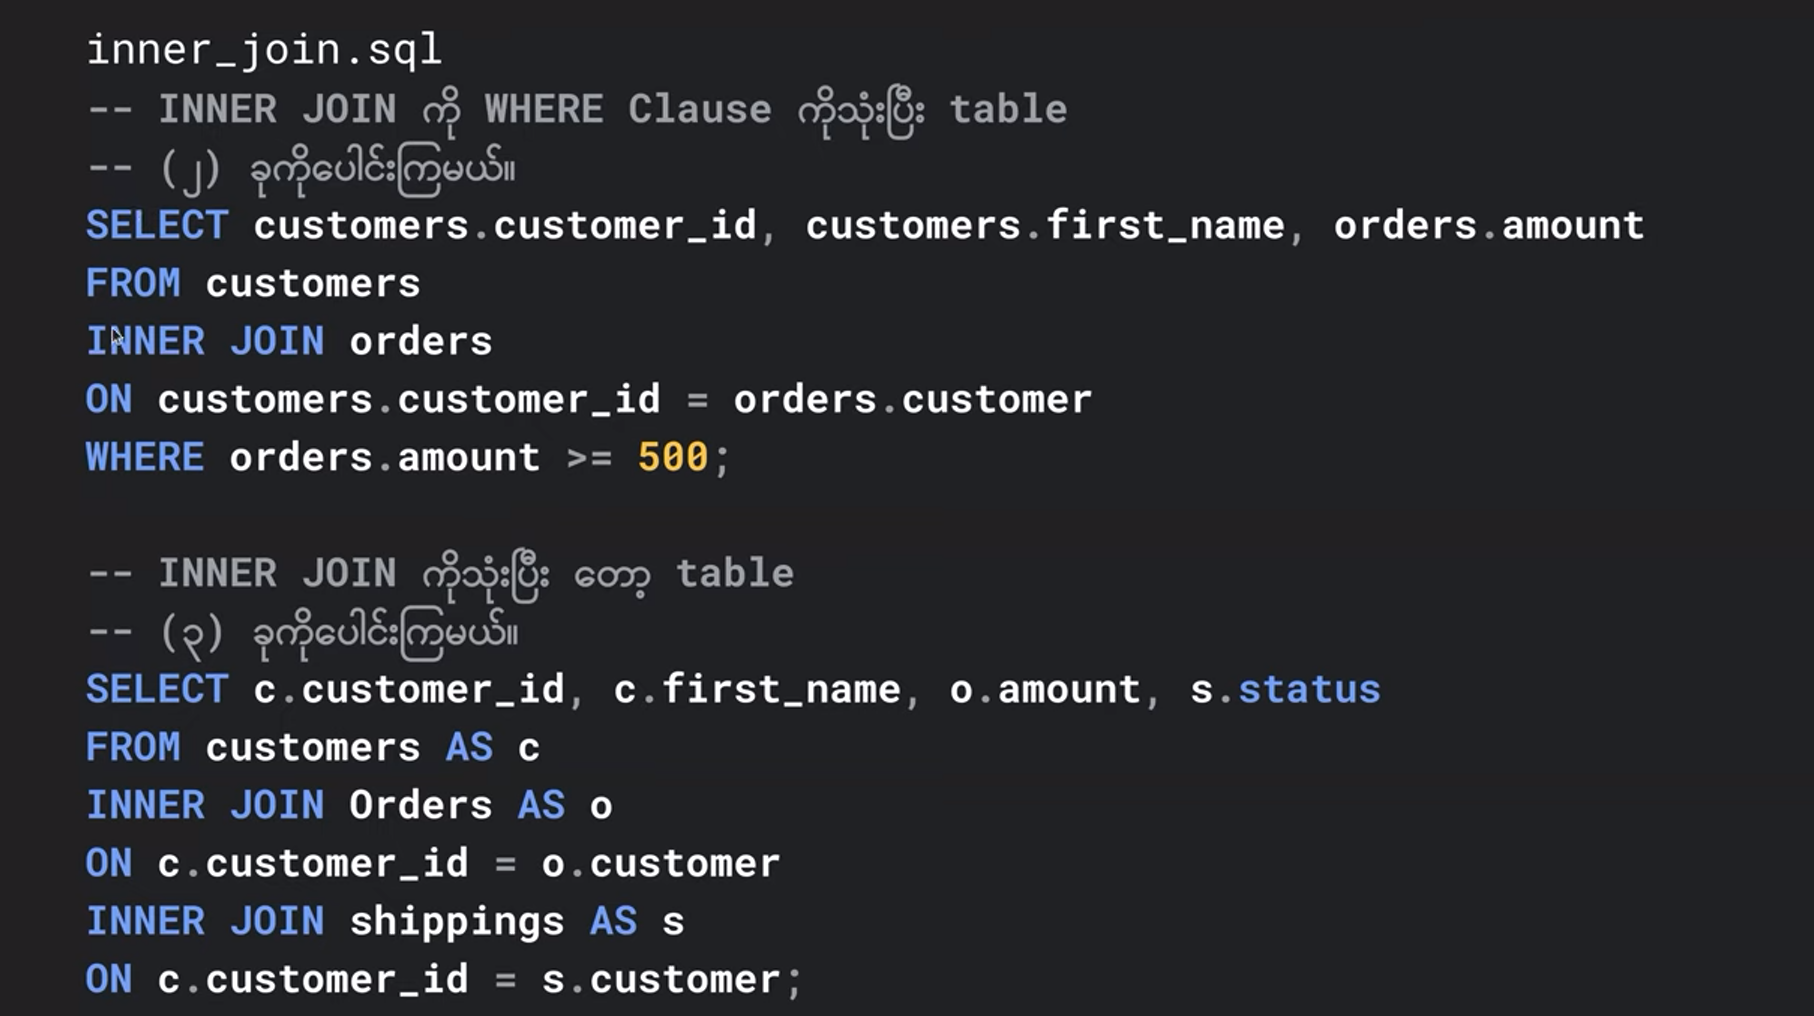 inner_join.sql
-- INNER JOIN ကို WHERE Clause ကိုသုံးပြီး table
-- (၂) ခုကိုပေါင်းကြမယ်။
SELECT customers.customer_id, customers.first_name, orders.amount
FROM customers
INNER JOIN orders
ON customers.customer_id = orders.customer
WHERE orders.amount >= 500;
-- INNER JOIN ကိုသုံးပြီး တော့ table
-- (၃) ခုကိုပေါင်းကြမယ်။
SELECT c.customer_id, c.first_name, o.amount, s.status
FROM customers AS c
INNER JOIN Orders AS o
ON c.customer_id = o.customer
INNER JOIN shippings AS s
ON c.customer_id = s.customer;